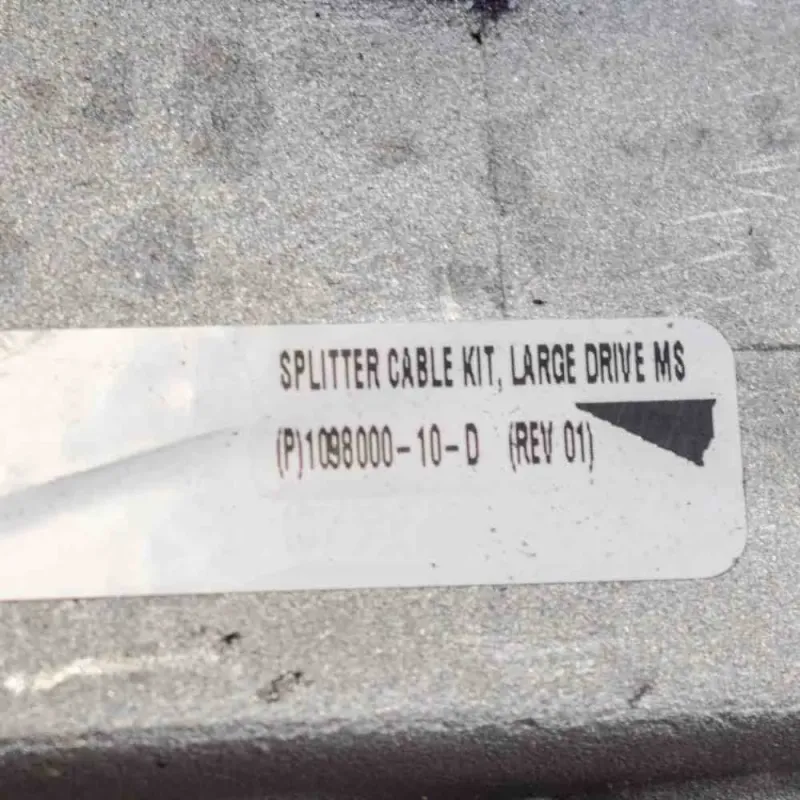 SPLITTER CABLE KIT, LARGE DRIVE MS
(P)1098000-10-D (REV 01)